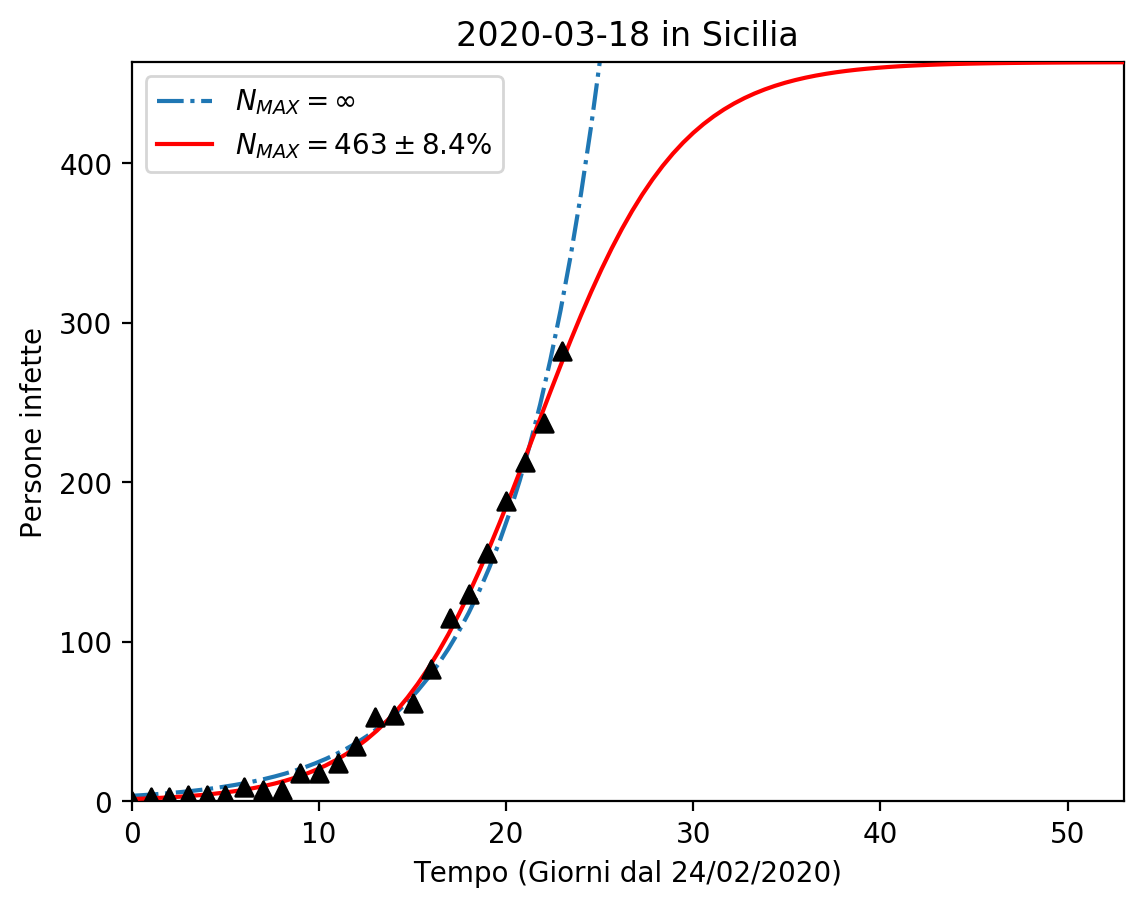 2020-03-18 in Sicilia
N_MAX = ∞
N_MAX = 463 ± 8.4%
400
300
200
100
0
Persone infette
0 10 20 30 40 50
Tempo (Giorni dal 24/02/2020)